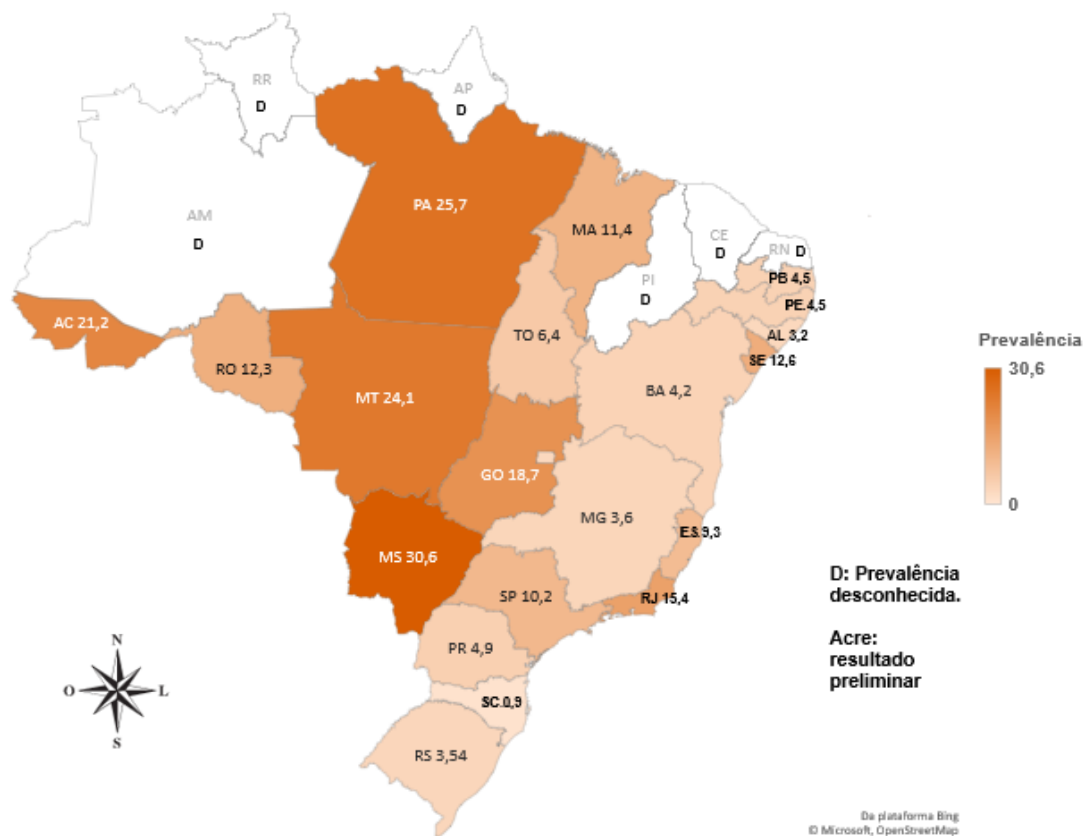 RR
D
AP
D
AM
D
PA 25,7
MA 11,4
CE
D
RN D
PI
D
PB 4,5
PE 4,5
AL 3,2
SE 12,6
AC 21,2
RO 12,3
TO 6,4
MT 24,1
BA 4,2
GO 18,7
MG 3,6
ES 9,3
MS 30,6
SP 10,2
RJ 15,4
PR 4,9
SC 0,9
RS 3,54
Prevalência
30,6
0
D: Prevalência
desconhecida.
Acre:
resultado
preliminar
N
O
L
S
Da plataforma Bing
© Microsoft, OpenStreetMap